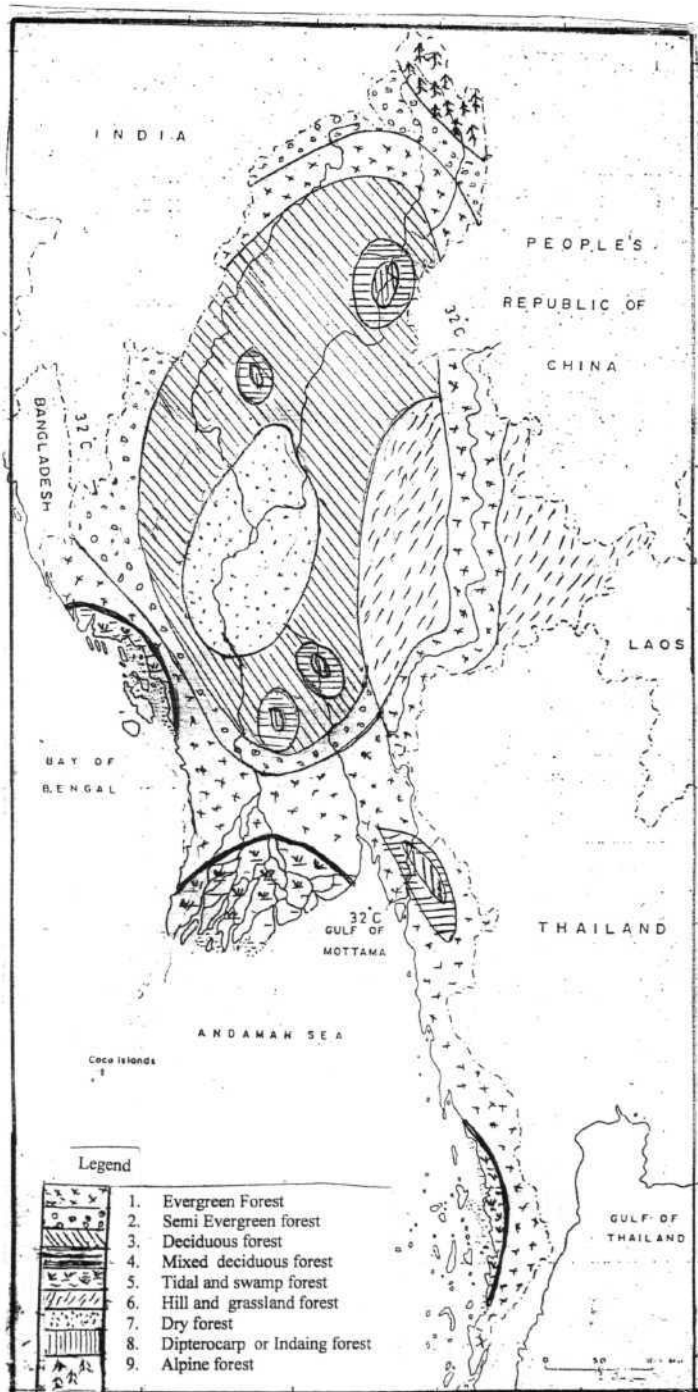 INDIA
PEOPLE'S
REPUBLIC OF
CHINA
32°C
BANGLADESH
32°C
LAOS
BAY OF
BENGAL
32°C
GULF OF
MOTTAMA
THAILAND
ANDAMAN SEA
Coco Islands
Legend
1. Evergreen Forest
2. Semi Evergreen forest
3. Deciduous forest
4. Mixed deciduous forest
5. Tidal and swamp forest
6. Hill and grassland forest
7. Dry forest
8. Dipterocarp or Indaing forest
9. Alpine forest
GULF OF
THAILAND
0 50